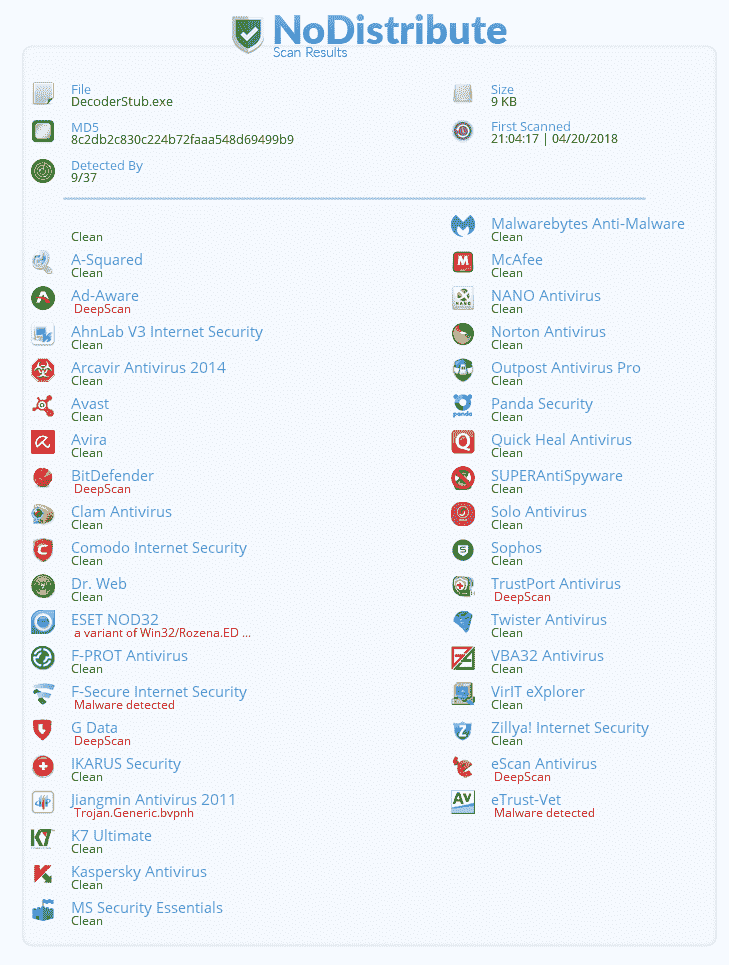 NoDistribute
Scan Results
File
DecoderStub.exe
Size
9 KB
MD5
8c2db2c830c224b72faaa548d69499b9
First Scanned
21:04:17 | 04/20/2018
Detected By
9/37
Clean
A-Squared
Clean
Ad-Aware
DeepScan
AhnLab V3 Internet Security
Clean
Arcavir Antivirus 2014
Clean
Avast
Clean
Avira
Clean
BitDefender
DeepScan
Clam Antivirus
Clean
Comodo Internet Security
Clean
Dr. Web
Clean
ESET NOD32
a variant of Win32/Rozena.ED ...
F-PROT Antivirus
Clean
F-Secure Internet Security
Malware detected
G Data
DeepScan
IKARUS Security
Clean
Jiangmin Antivirus 2011
Trojan.Generic.bvpnh
K7 Ultimate
Clean
Kaspersky Antivirus
Clean
MS Security Essentials
Clean
Malwarebytes Anti-Malware
Clean
McAfee
Clean
NANO Antivirus
Clean
Norton Antivirus
Clean
Outpost Antivirus Pro
Clean
Panda Security
Clean
Quick Heal Antivirus
Clean
SUPERAntiSpyware
Clean
Solo Antivirus
Clean
Sophos
Clean
TrustPort Antivirus
DeepScan
Twister Antivirus
Clean
VBA32 Antivirus
Clean
VirIT eXplorer
Clean
Zillya! Internet Security
Clean
eScan Antivirus
DeepScan
eTrust-Vet
Malware detected